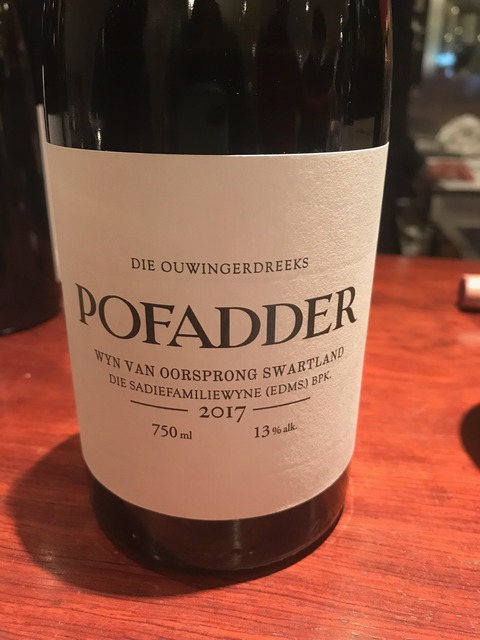 DIE OUWINGERDREEKS
POFADDER
WYN VAN OORSPRONG SWARTLAND
DIE SADIEFAMILIEWYNE (EDMS.) BPK.
2017
750 ml 13% alk.